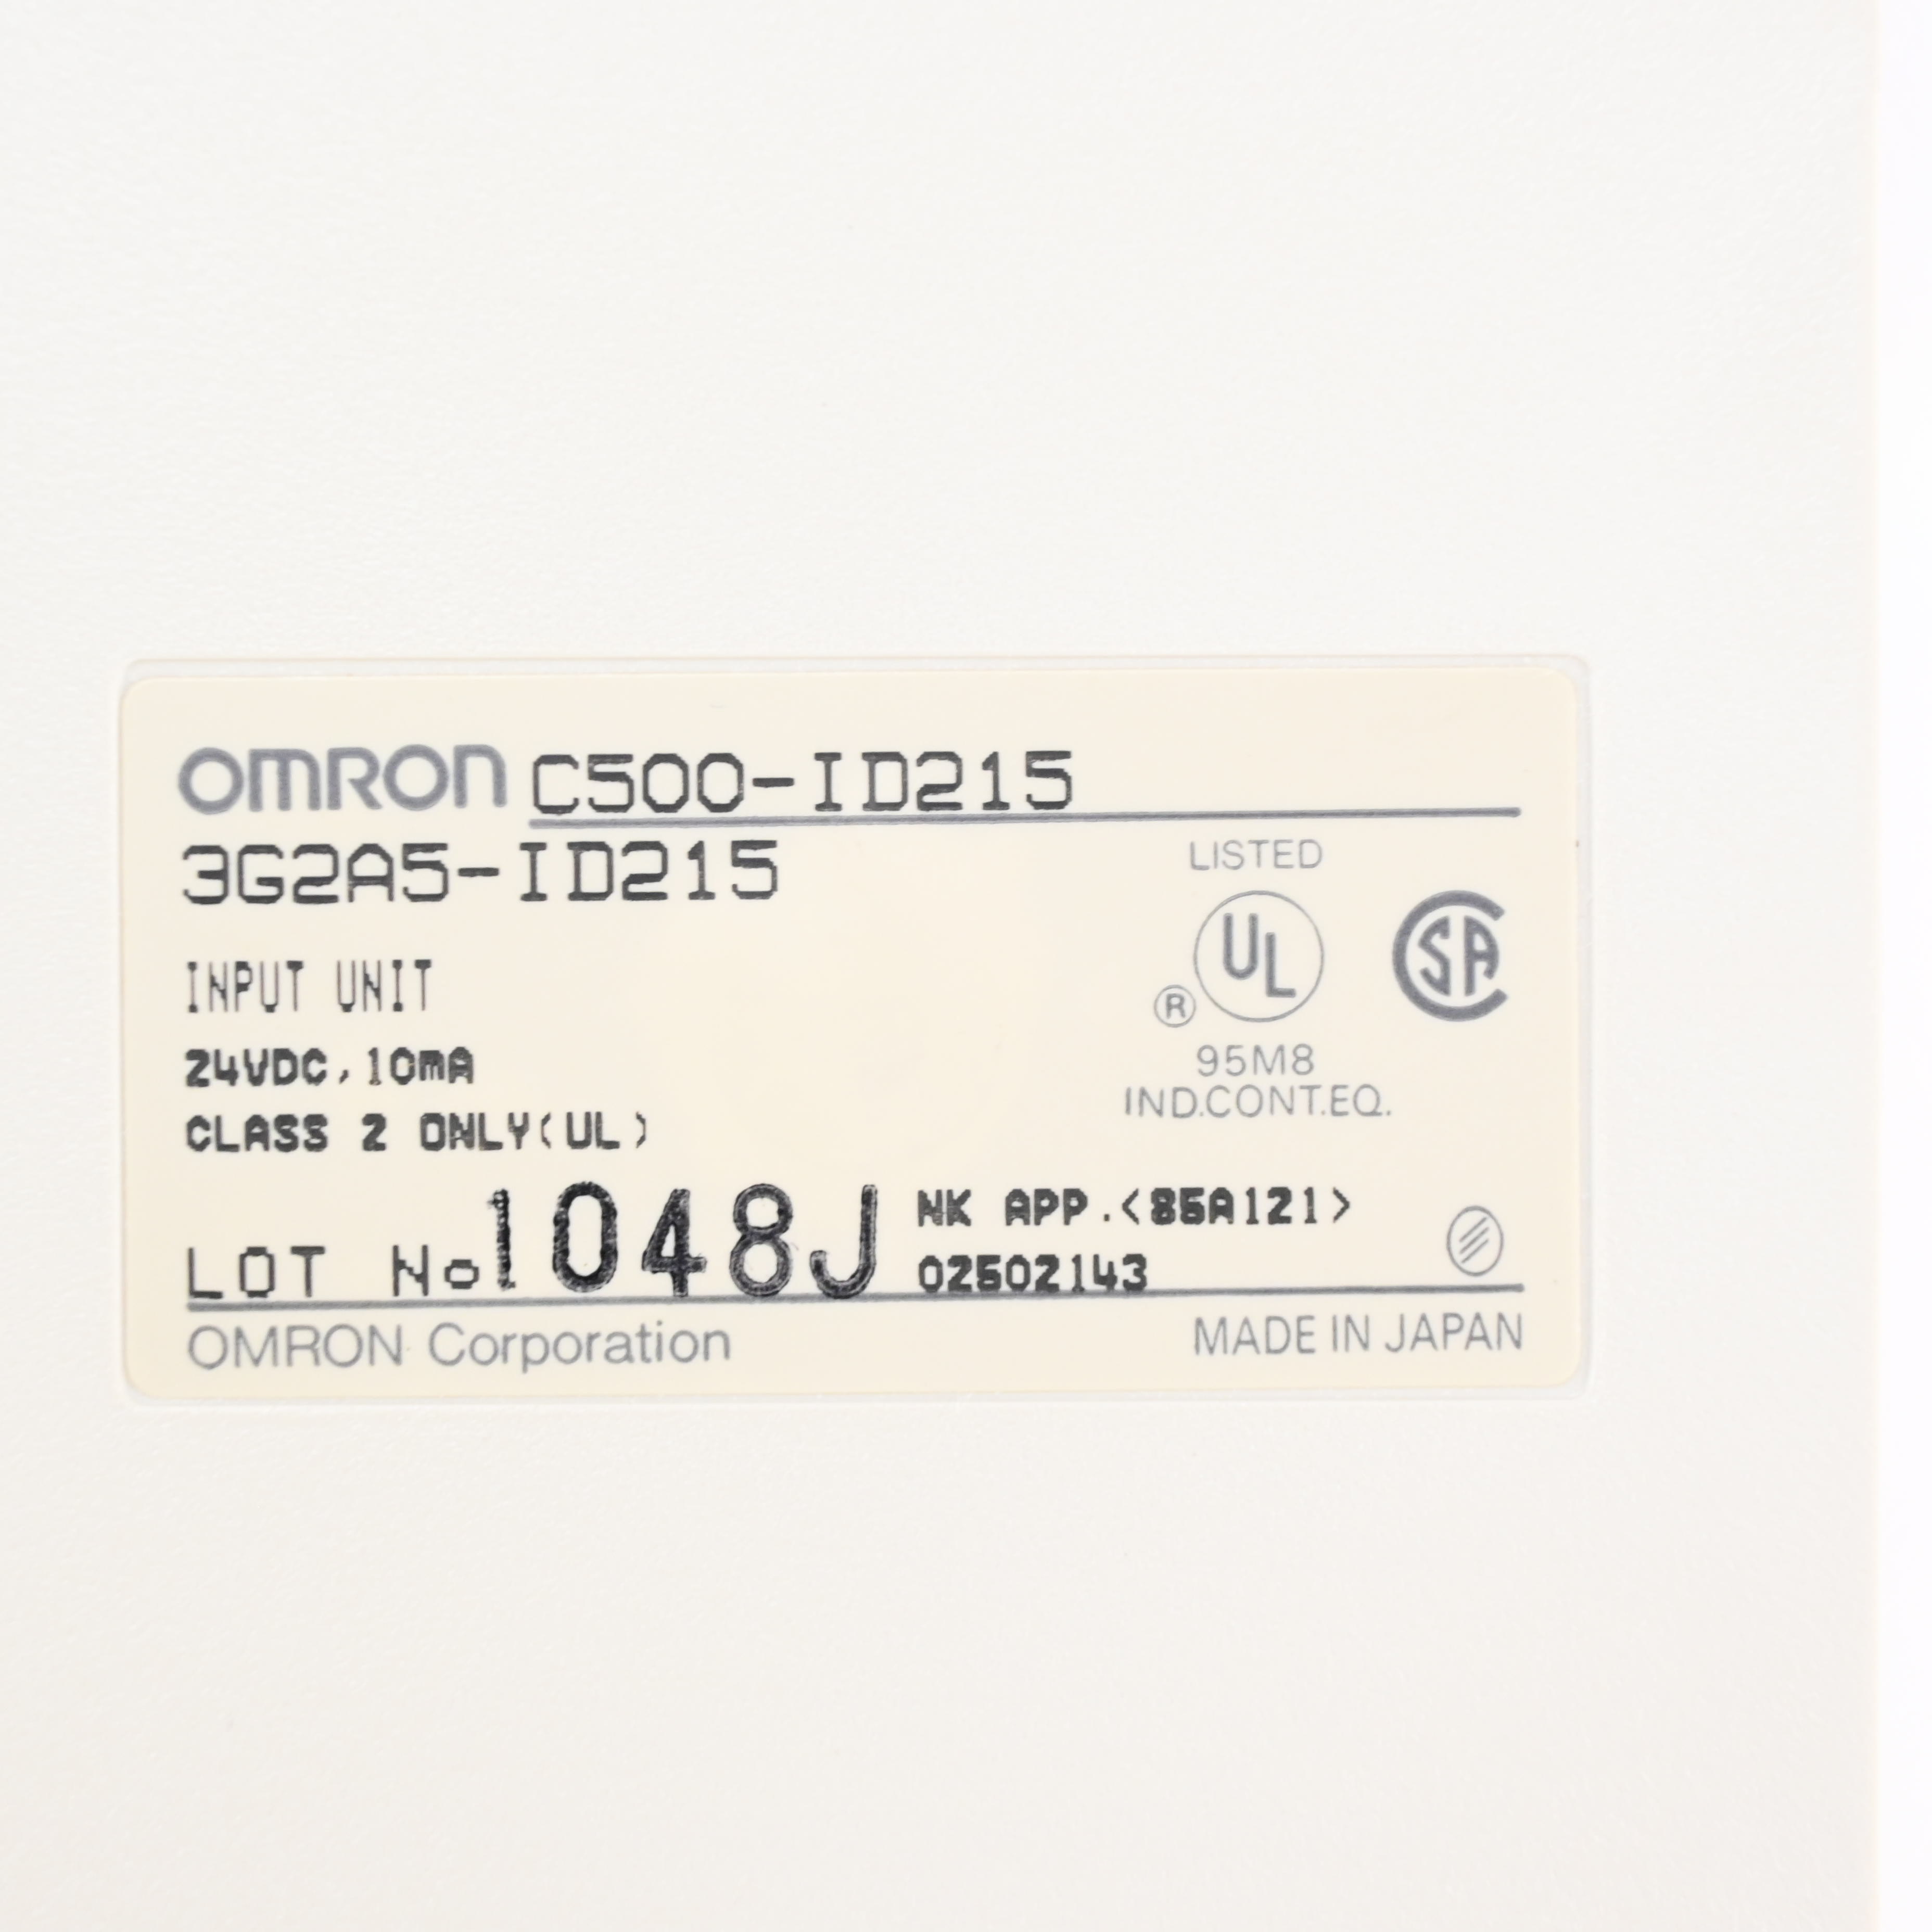 OMRON C500-ID215
3G2A5-ID215
LISTED
INPUT UNIT
UL
®
SA
24VDC,10mA
95M8
IND.CONT.EQ.
CLASS 2 ONLY(UL)
NK APP.<85A121>
LOT No 1048J
02502143
OMRON Corporation
MADE IN JAPAN